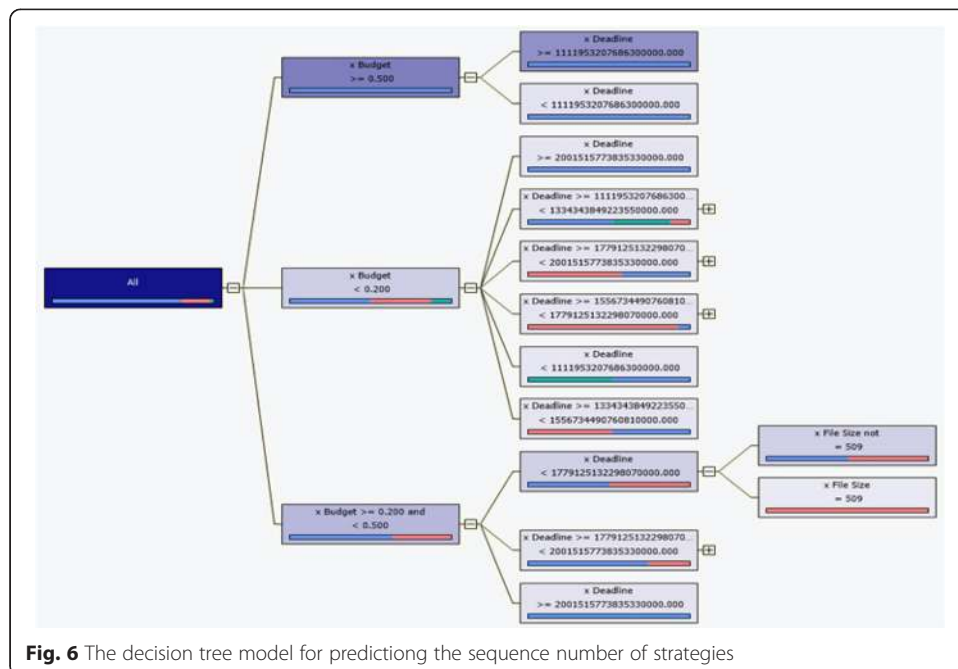 x Deadline
>= 1111953207686300000.000
x Budget
>= 0.500
x Deadline
< 1111953207686300000.000
x Deadline
>= 2001515773835330000.000
x Deadline >= 1111953207686300...
< 1334343849223550000.000
x Deadline >= 1779125132298070...
< 2001515773835330000.000
All
x Budget
< 0.200
x Deadline >= 1556734490760810...
< 1779125132298070000.000
x Deadline
< 1111953207686300000.000
x Deadline >= 1334343849223550...
< 1556734490760810000.000
x File Size not
= 509
x Deadline
< 1779125132298070000.000
x File Size
= 509
x Budget >= 0.200 and
< 0.500
x Deadline >= 1779125132298070...
< 2001515773835330000.000
x Deadline
>= 2001515773835330000.000
Fig. 6 The decision tree model for predictiong the sequence number of strategies